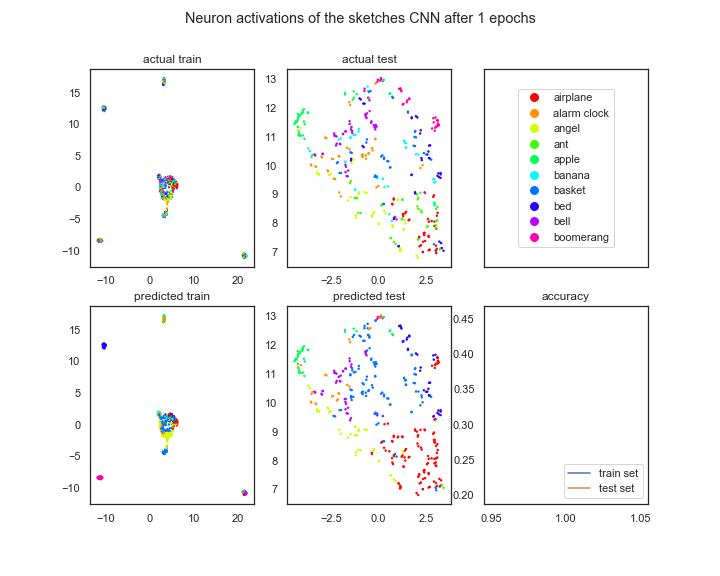 Neuron activations of the sketches CNN after 1 epochs
actual train
actual test
15
10
5
0
−5
−10
−10 0 10 20
13
12
11
10
9
8
7
−2.5 0.0 2.5
airplane
alarm clock
angel
ant
apple
banana
basket
bed
bell
boomerang
predicted train
predicted test
accuracy
15
10
5
0
−5
−10
−10 0 10 20
13
12
11
10
9
8
7
−2.5 0.0 2.5
0.45
0.40
0.35
0.30
0.25
0.20
train set
test set
0.95 1.00 1.05